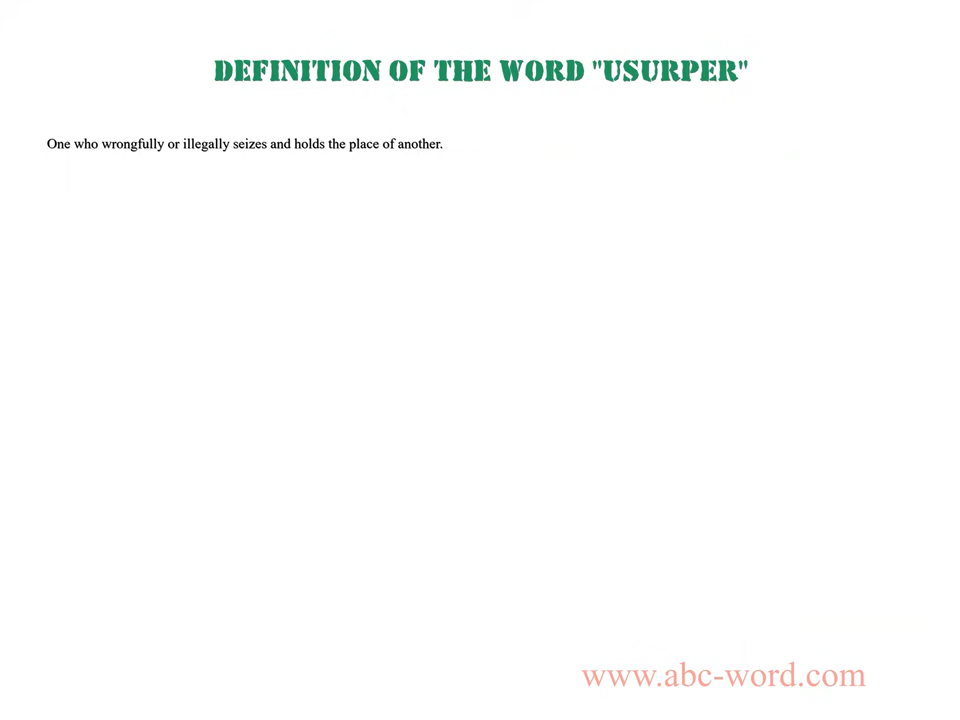 DEFINITION OF THE WORD "USURPER"
One who wrongfully or illegally seizes and holds the place of another.
www.abc-word.com